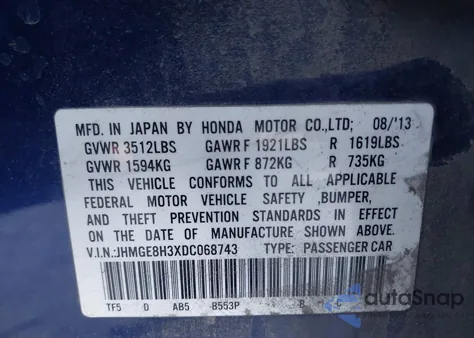 MFD. IN JAPAN BY HONDA MOTOR CO.,LTD; 08/'13
GVWR 3512LBS GAWR F 1921LBS R 1619LBS
GVWR 1594KG GAWR F 872KG R 735KG
THIS VEHICLE CONFORMS TO ALL APPLICABLE
FEDERAL MOTOR VEHICLE SAFETY ,BUMPER,
AND THEFT PREVENTION STANDARDS IN EFFECT
ON THE DATE OF MANUFACTURE SHOWN ABOVE.
V.I.N.:JHMGE8H3XDC068743 TYPE: PASSENGER CAR
TF5 D AB5 B553P B C
autoSnap